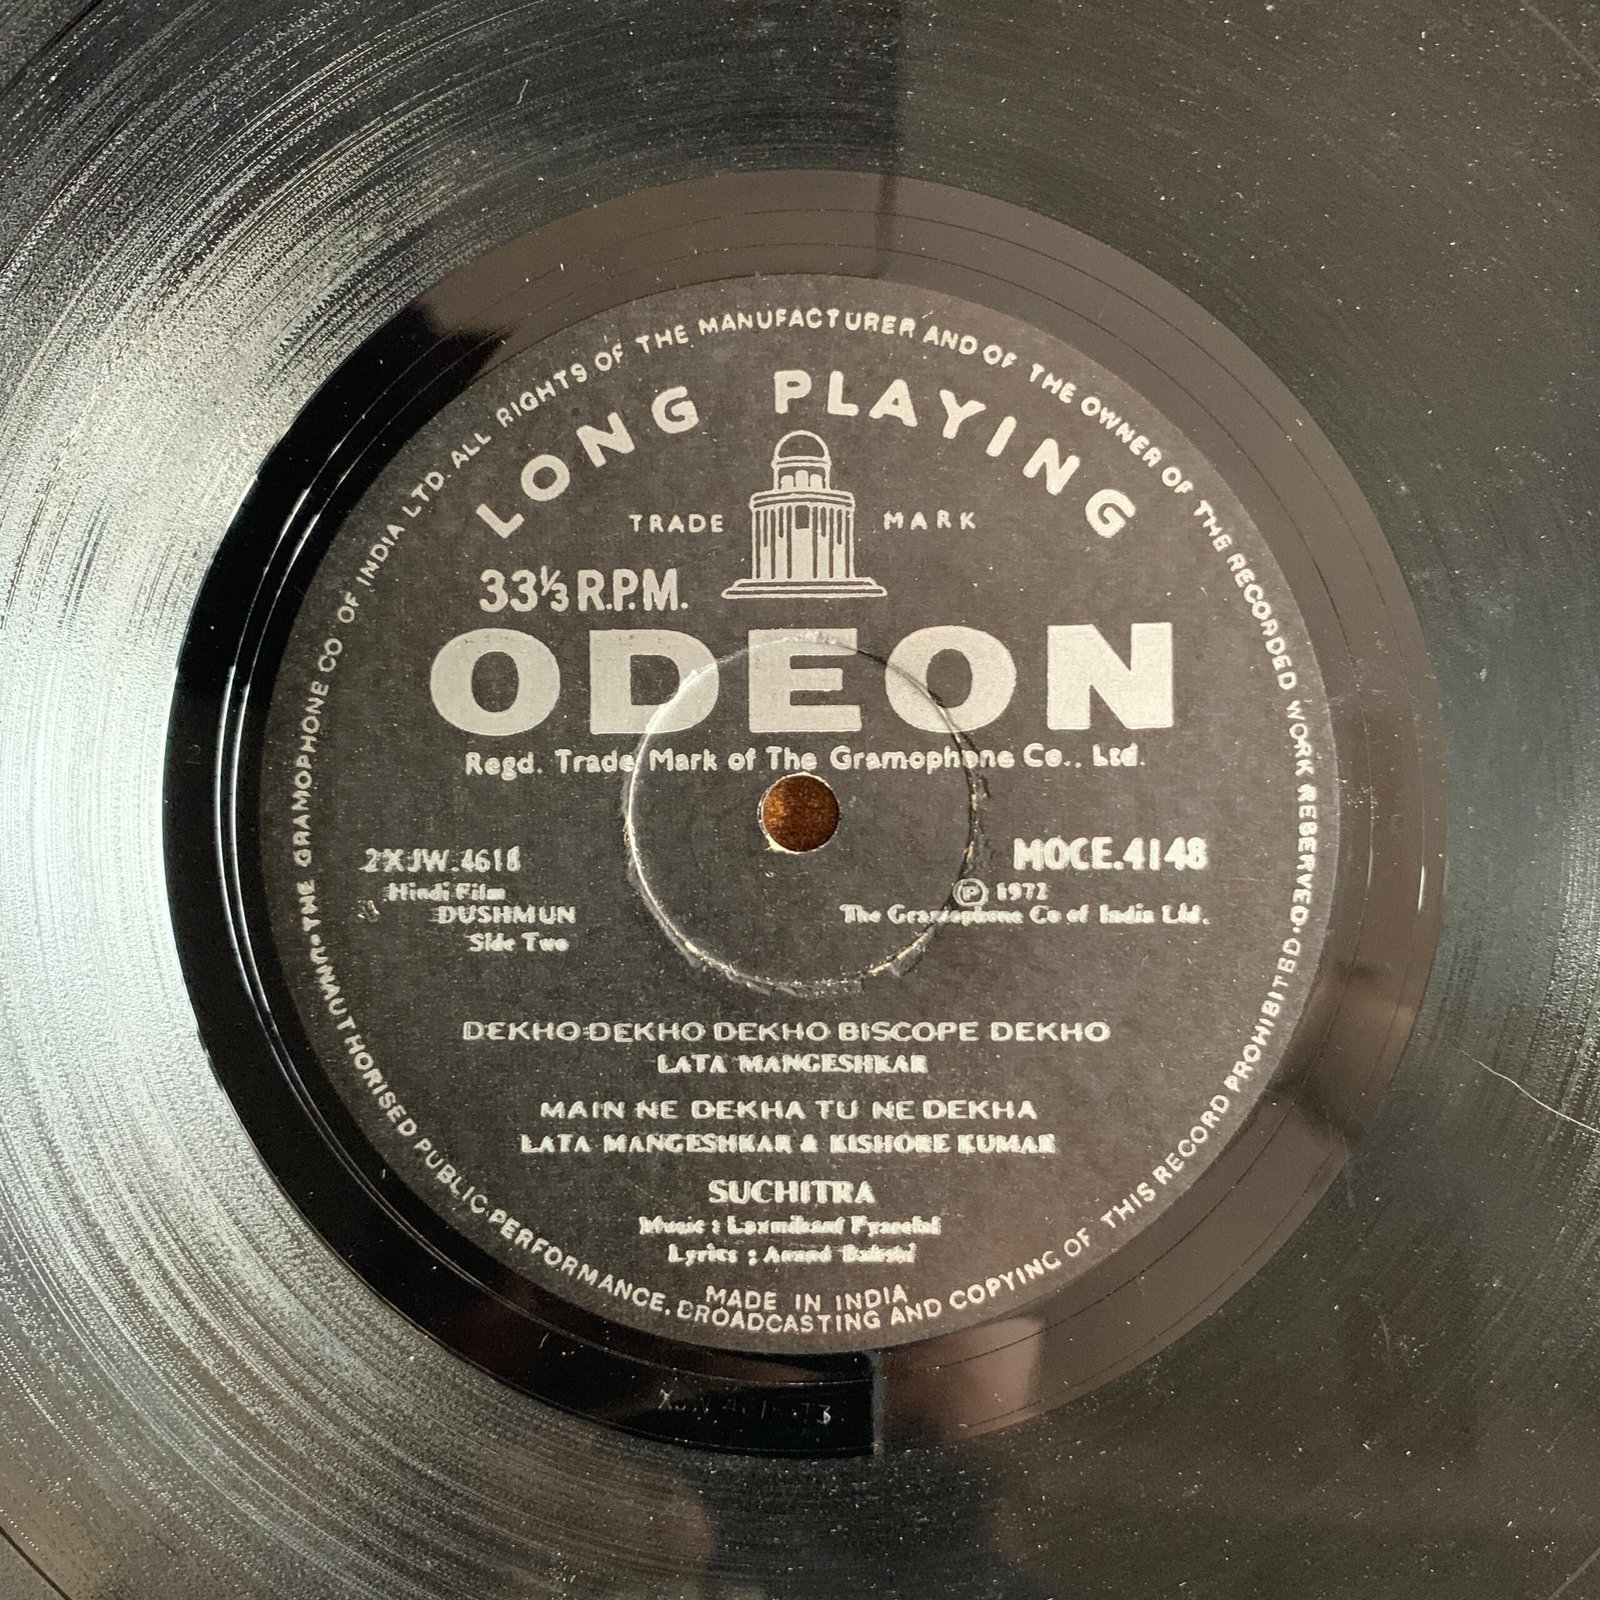 UNAUTHORISED PUBLIC PERFORMANCE, BROADCASTING AND COPYING OF THIS RECORD PROHIBITED.
THE GRAMOPHONE CO OF INDIA LTD. ALL RIGHTS OF THE MANUFACTURER AND OF THE OWNER OF THE RECORDED WORK RESERVED.
LONG PLAYING
TRADE MARK
33⅓ R.P.M.
ODEON
Regd. Trade Mark of The Gramophone Co., Ltd.
2XJW.4618
Hindi Film
DUSHMUN
Side Two
MOCE.4148
Ⓟ 1972
The Gramophone Co of India Ltd.
DEKHO DEKHO DEKHO BISCOPE DEKHO
LATA MANGESHKAR
MAIN NE DEKHA TU NE DEKHA
LATA MANGESHKAR & KISHORE KUMAR
SUCHITRA
Music : Laxmikant Pyarelal
Lyrics : Anand Bakshi
MADE IN INDIA